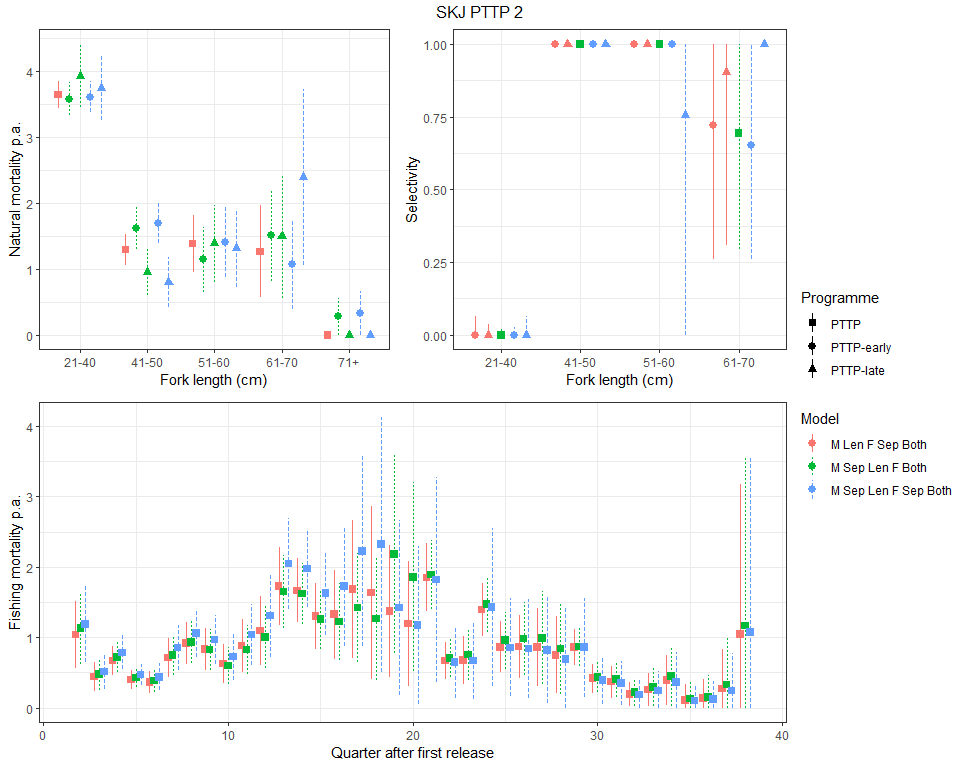 SKJ PTTP 2
Natural mortality p.a.
4
3
2
1
0
21-40 41-50 51-60 61-70 71+
Fork length (cm)
Selectivity
1.00
0.75
0.50
0.25
0.00
21-40 41-50 51-60 61-70
Fork length (cm)
Programme
PTTP
PTTP-early
PTTP-late
Model
M Len F Sep Both
M Sep Len F Both
M Sep Len F Sep Both
Fishing mortality p.a.
4
3
2
1
0
0 10 20 30 40
Quarter after first release